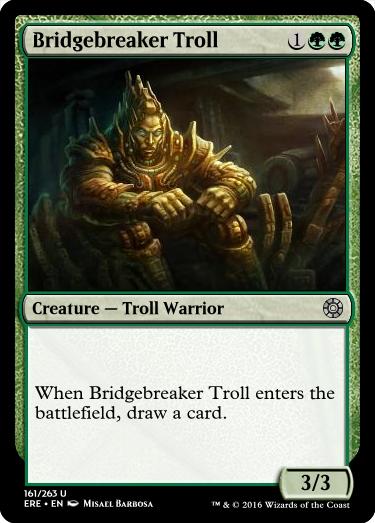 Bridgebreaker Troll 1
Creature — Troll Warrior
When Bridgebreaker Troll enters the
battlefield, draw a card.
3/3
161/263 U
ERE • EN Misael Barbosa
™ & © 2016 Wizards of the Coast